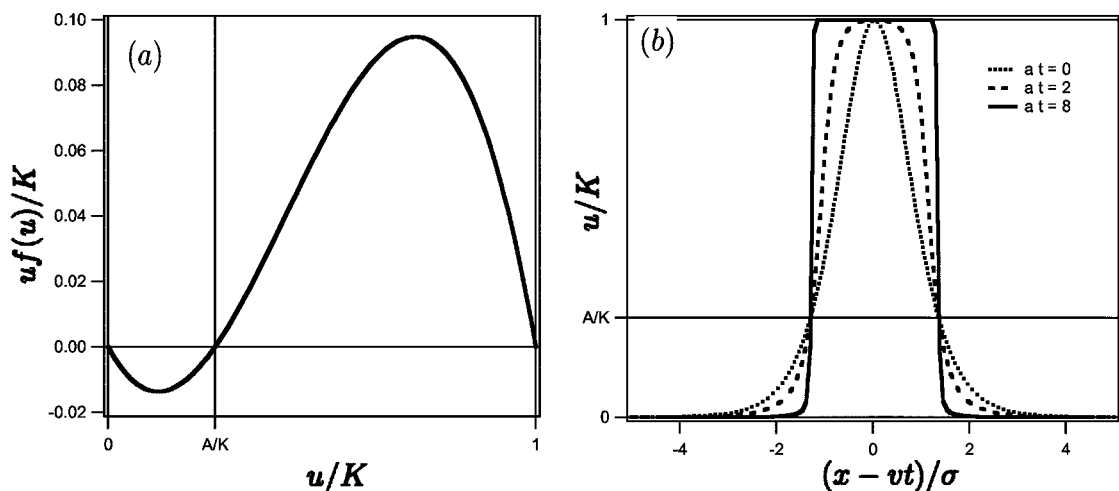 (a)
uf(u)/K
0.10
0.08
0.06
0.04
0.02
0.00
-0.02
0
A/K
1
u/K
(b)
u/K
1
A/K
0
a t = 0
a t = 2
a t = 8
-4
-2
0
2
4
(x − vt)/σ